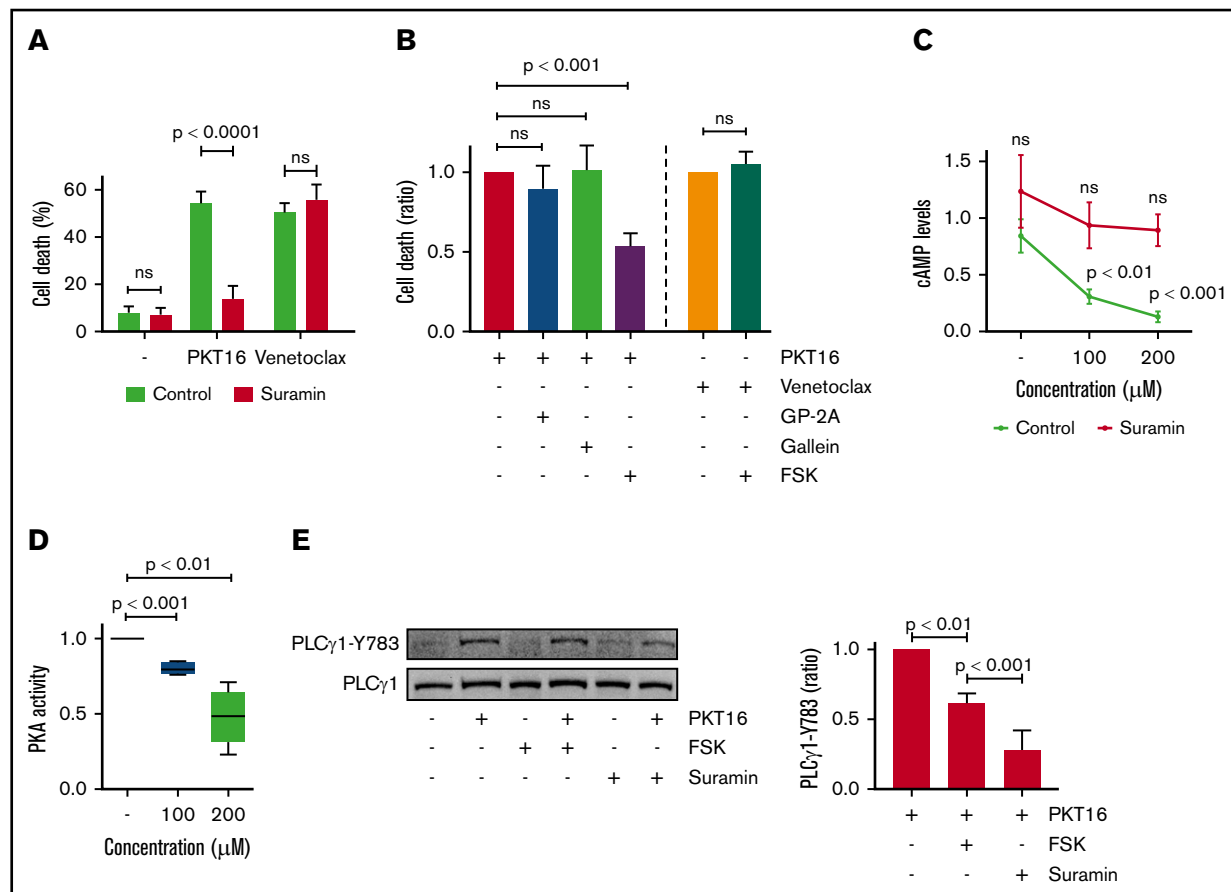 A
p < 0.0001
ns
ns
Cell death (%)
60
40
20
0
- PKT16 Venetoclax
Control Suramin
B
p < 0.001
ns
ns
ns
Cell death (ratio)
1.0
0.5
0.0
+ + + + - - PKT16
- - - - + + Venetoclax
- + - - - - GP-2A
- - + - - - Gallein
- - - + - + FSK
C
ns
ns
ns
p < 0.01
p < 0.001
cAMP levels
1.5
1.0
0.5
0.0
- 100 200
Concentration (μM)
Control Suramin
D
p < 0.01
p < 0.001
PKA activity
1.0
0.5
0.0
- 100 200
Concentration (μM)
E
PLCγ1-Y783
PLCγ1
- + - + - + PKT16
- - + + - - FSK
- - - - + + Suramin
p < 0.01
p < 0.001
PLCγ1-Y783 (ratio)
1.0
0.5
0.0
+ + + PKT16
- + - FSK
- - + Suramin